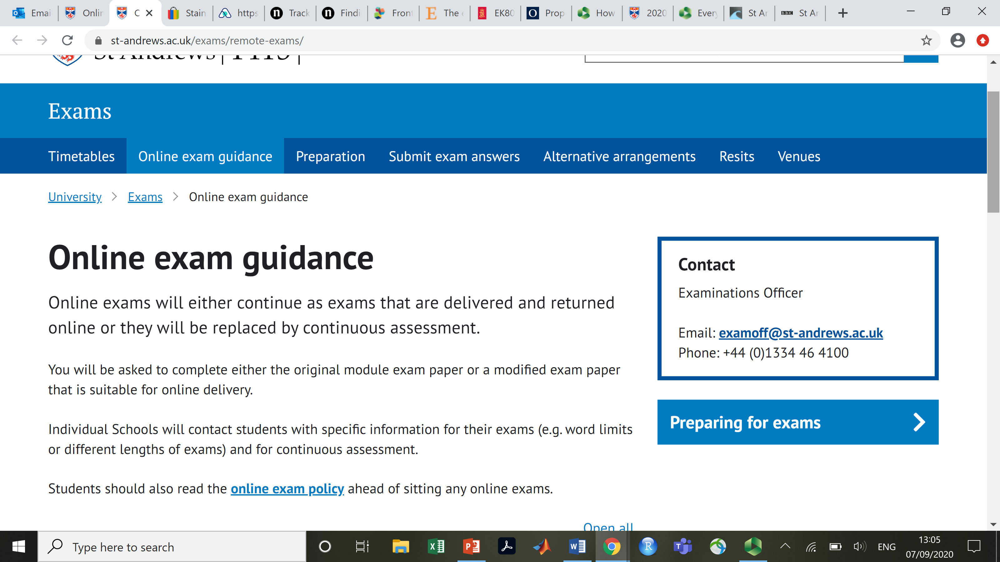 Emai
Onlin
C
Stain
https
Track
Findi
Front
The e
EK80
Prop
How
2020
Every
St Ar
BBC
St Ar
st-andrews.ac.uk/exams/remote-exams/
St Andrews
Exams
Timetables
Online exam guidance
Preparation
Submit exam answers
Alternative arrangements
Resits
Venues
University > Exams > Online exam guidance
Online exam guidance
Online exams will either continue as exams that are delivered and returned
online or they will be replaced by continuous assessment.
You will be asked to complete either the original module exam paper or a modified exam paper
that is suitable for online delivery.
Individual Schools will contact students with specific information for their exams (e.g. word limits
or different lengths of exams) and for continuous assessment.
Students should also read the online exam policy ahead of sitting any online exams.
Open all
Contact
Examinations Officer
Email: examoff@st-andrews.ac.uk
Phone: +44 (0)1334 46 4100
Preparing for exams
Type here to search
ENG
13:05
07/09/2020